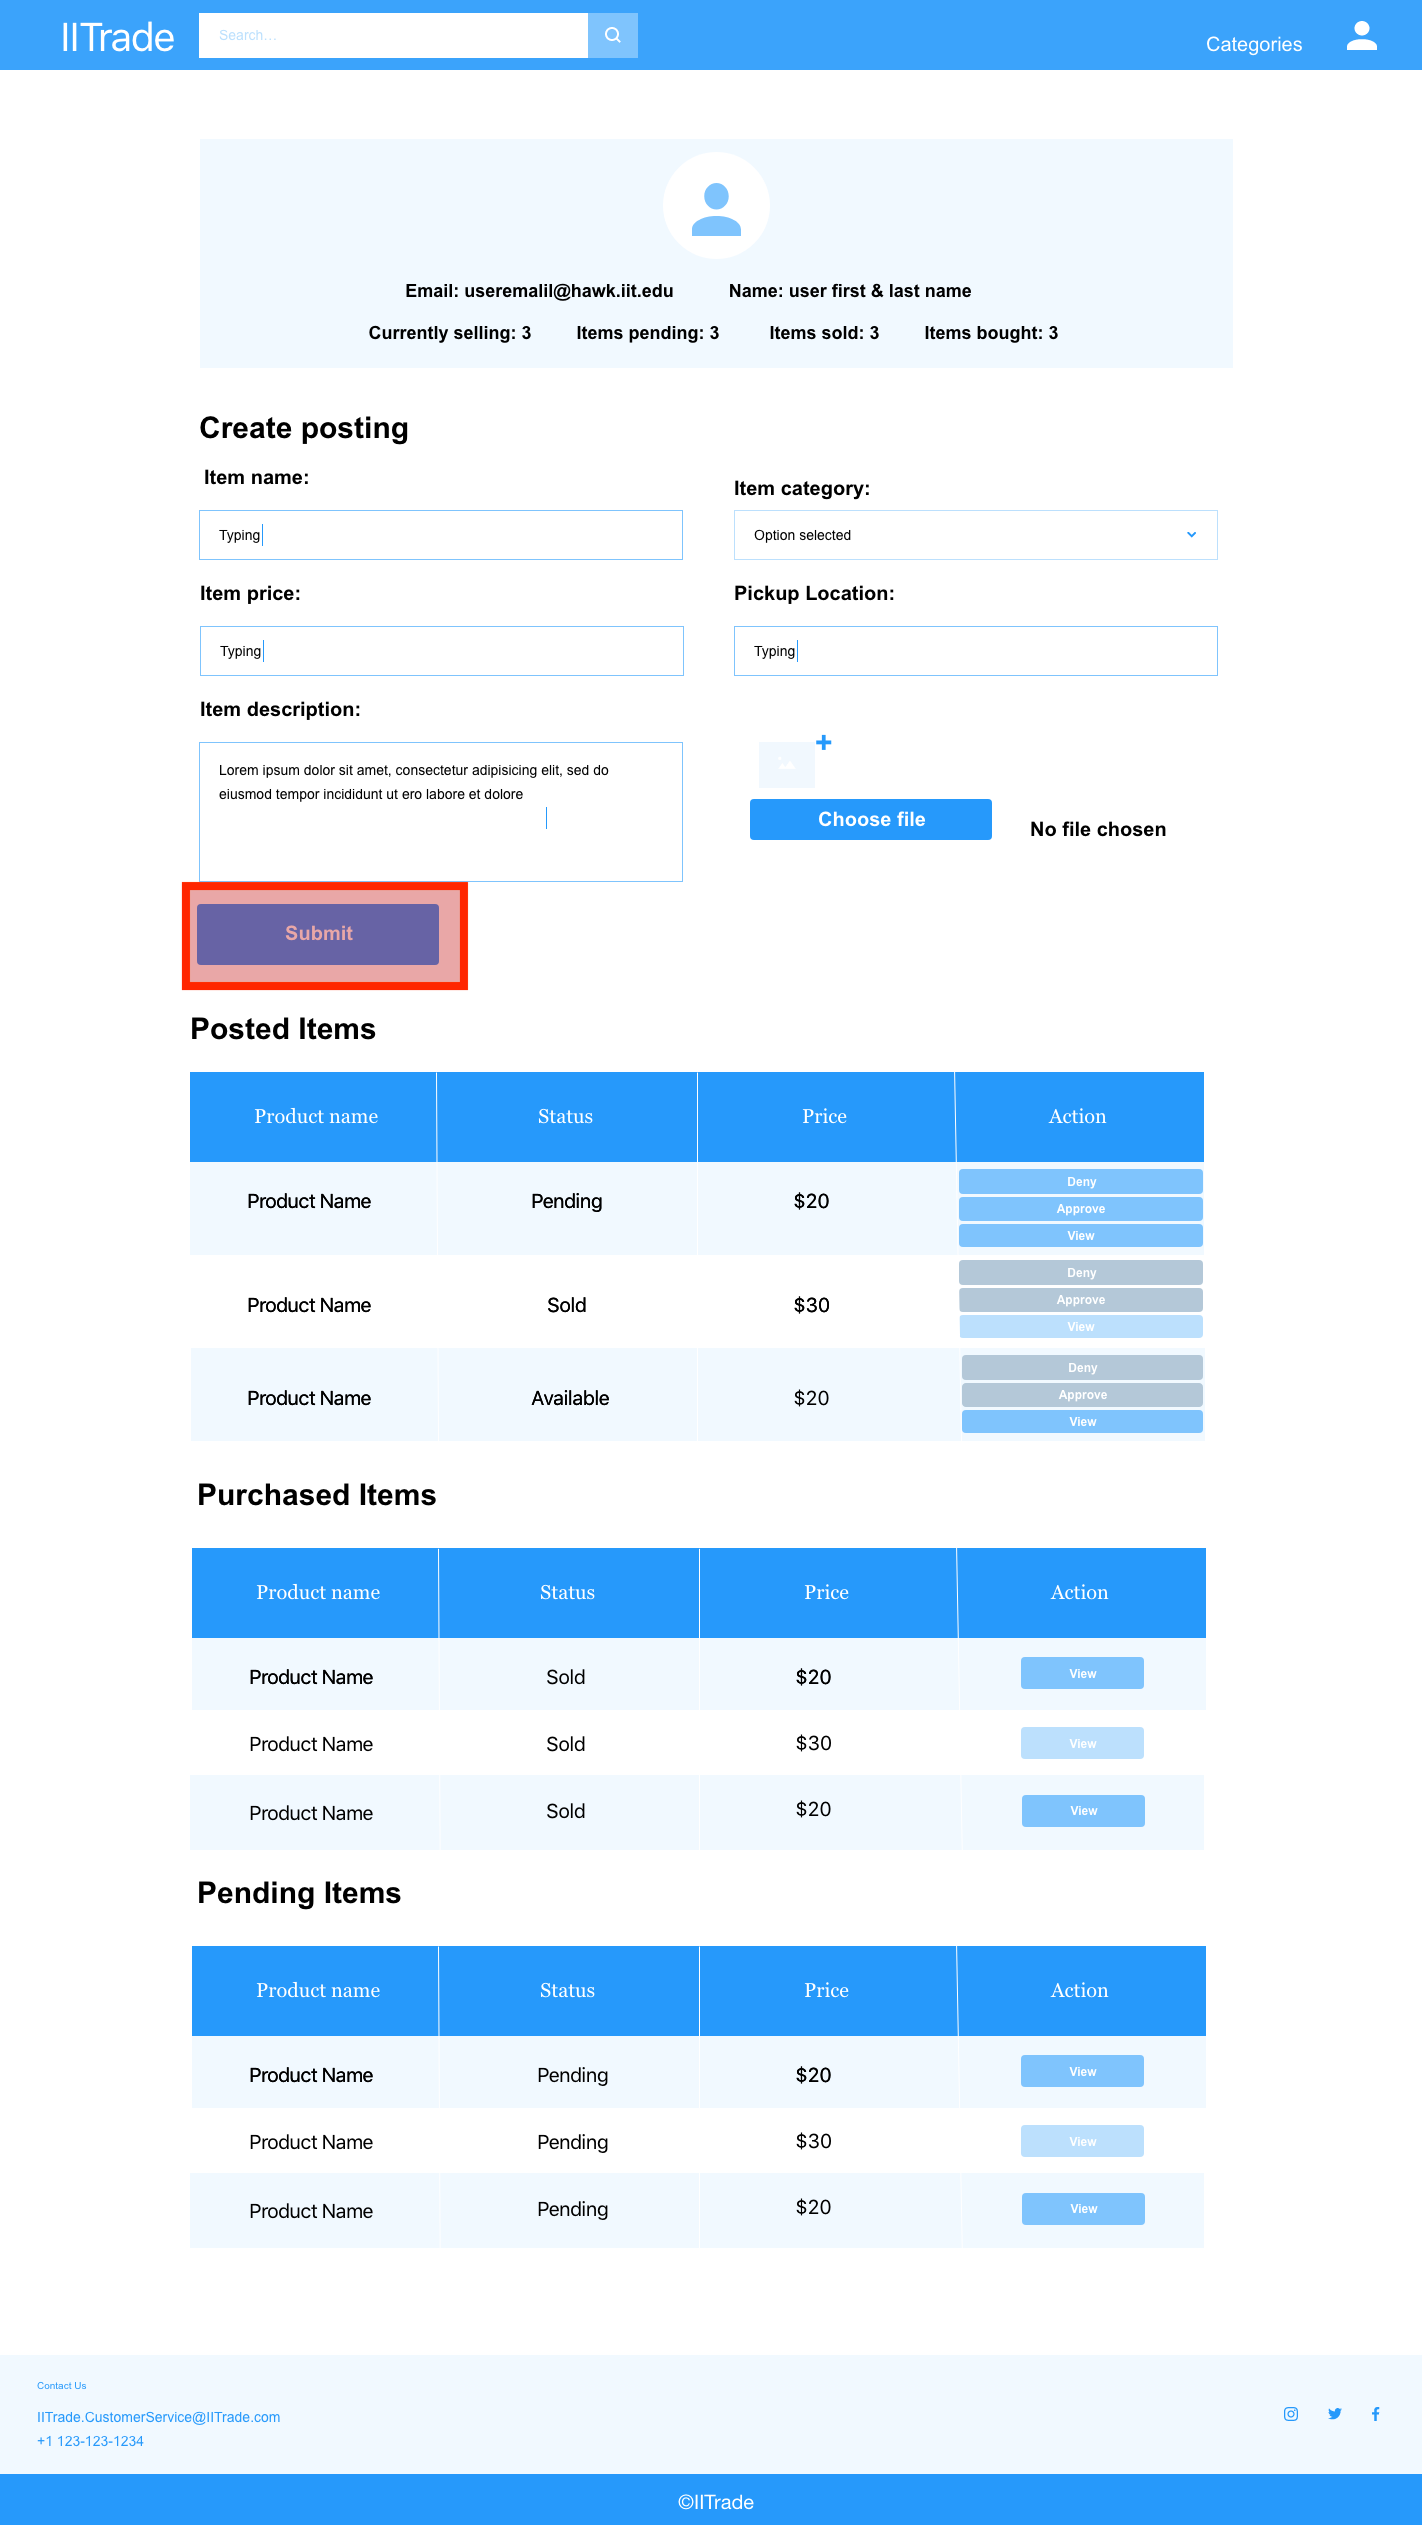 IITrade
Search...
Categories
Email: useremalil@hawk.iit.edu Name: user first & last name
Currently selling: 3 Items pending: 3 Items sold: 3 Items bought: 3
Create posting
Item name:
Item category:
Typing
Option selected
Item price:
Pickup Location:
Typing
Typing
Item description:
Lorem ipsum dolor sit amet, consectetur adipisicing elit, sed do
eiusmod tempor incididunt ut ero labore et dolore
Choose file
No file chosen
Submit
Posted Items
Product name Status Price Action
Product Name Pending $20
Deny
Approve
View
Product Name Sold $30
Deny
Approve
View
Product Name Available $20
Deny
Approve
View
Purchased Items
Product name Status Price Action
Product Name Sold $20 View
Product Name Sold $30 View
Product Name Sold $20 View
Pending Items
Product name Status Price Action
Product Name Pending $20 View
Product Name Pending $30 View
Product Name Pending $20 View
Contact Us
IITrade.CustomerService@IITrade.com
+1 123-123-1234
©IITrade